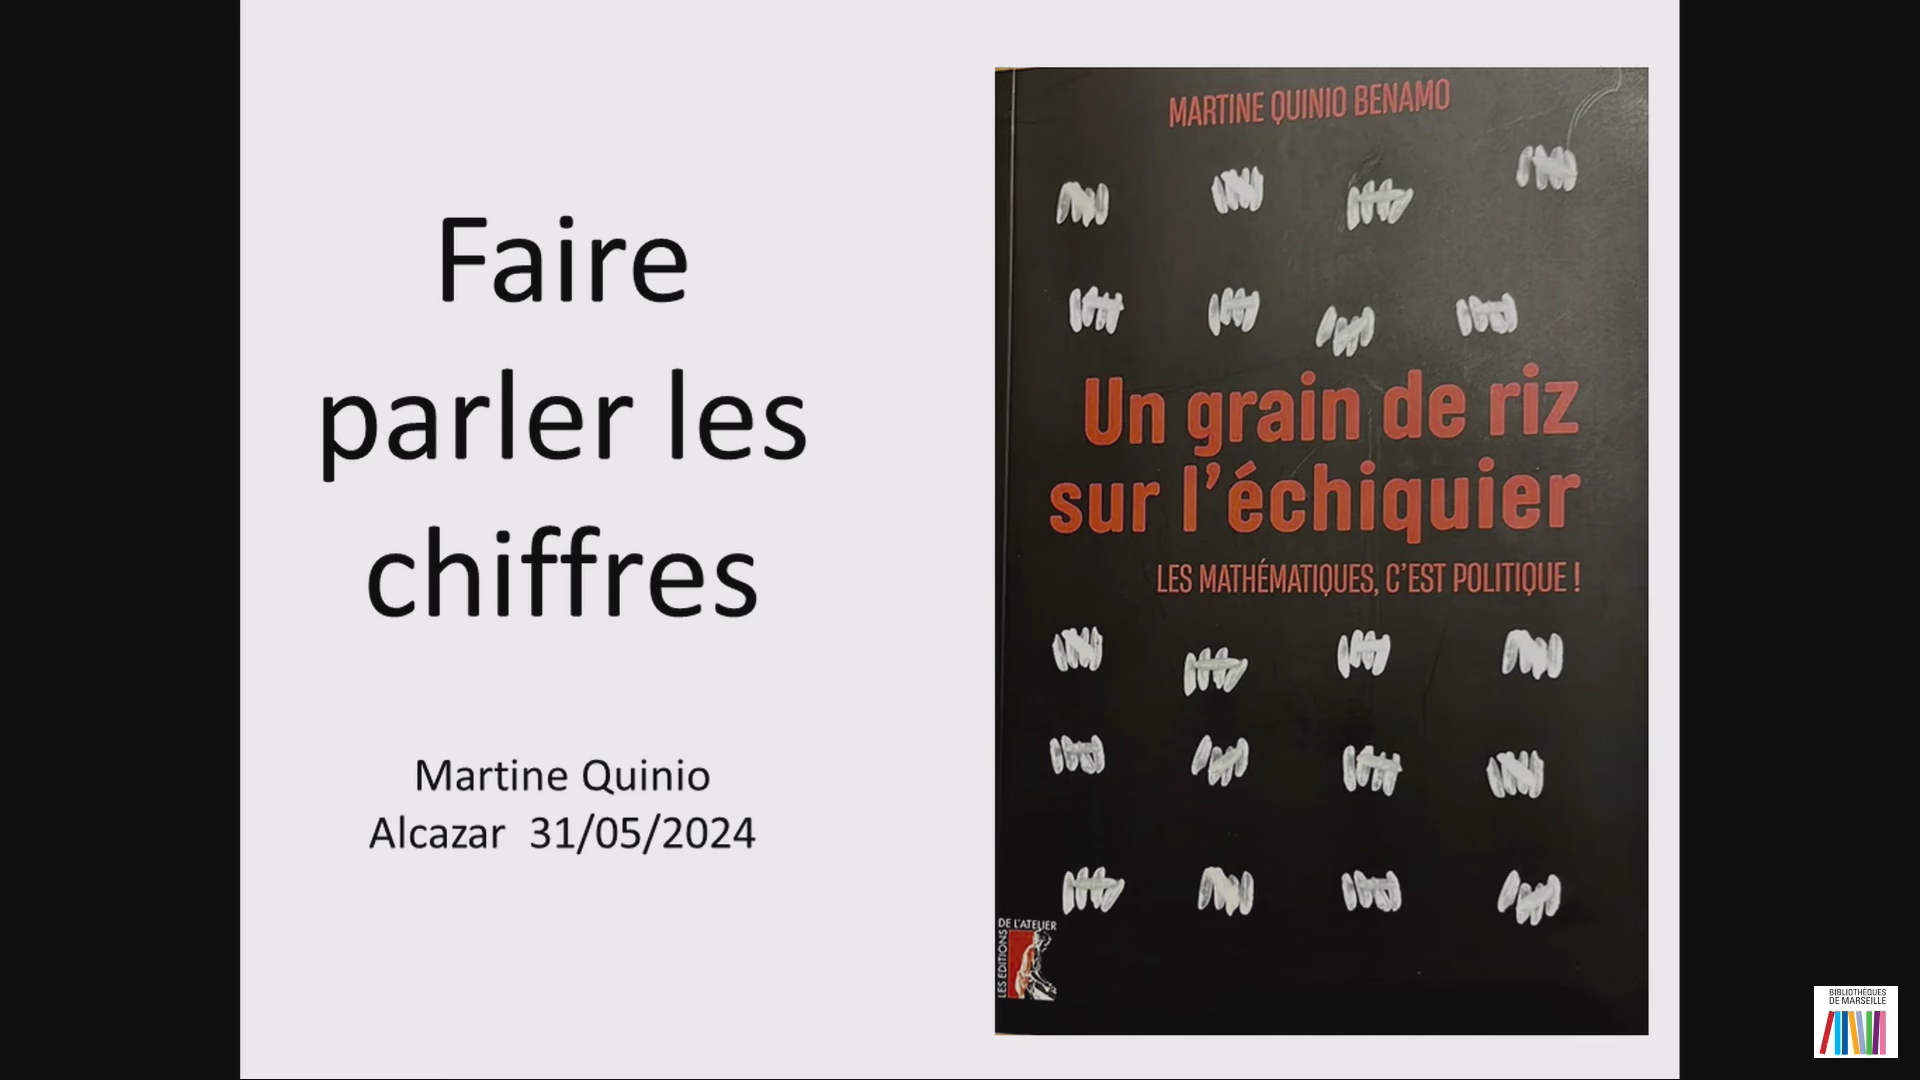 Faire
parler les
chiffres
Martine Quinio
Alcazar 31/05/2024
MARTINE QUINIO BENAMO
Un grain de riz
sur l'échiquier
LES MATHÉMATIQUES, C'EST POLITIQUE !
LES EDITIONS
DE L'ATELIER
BIBLIOTHÈQUES
DE MARSEILLE